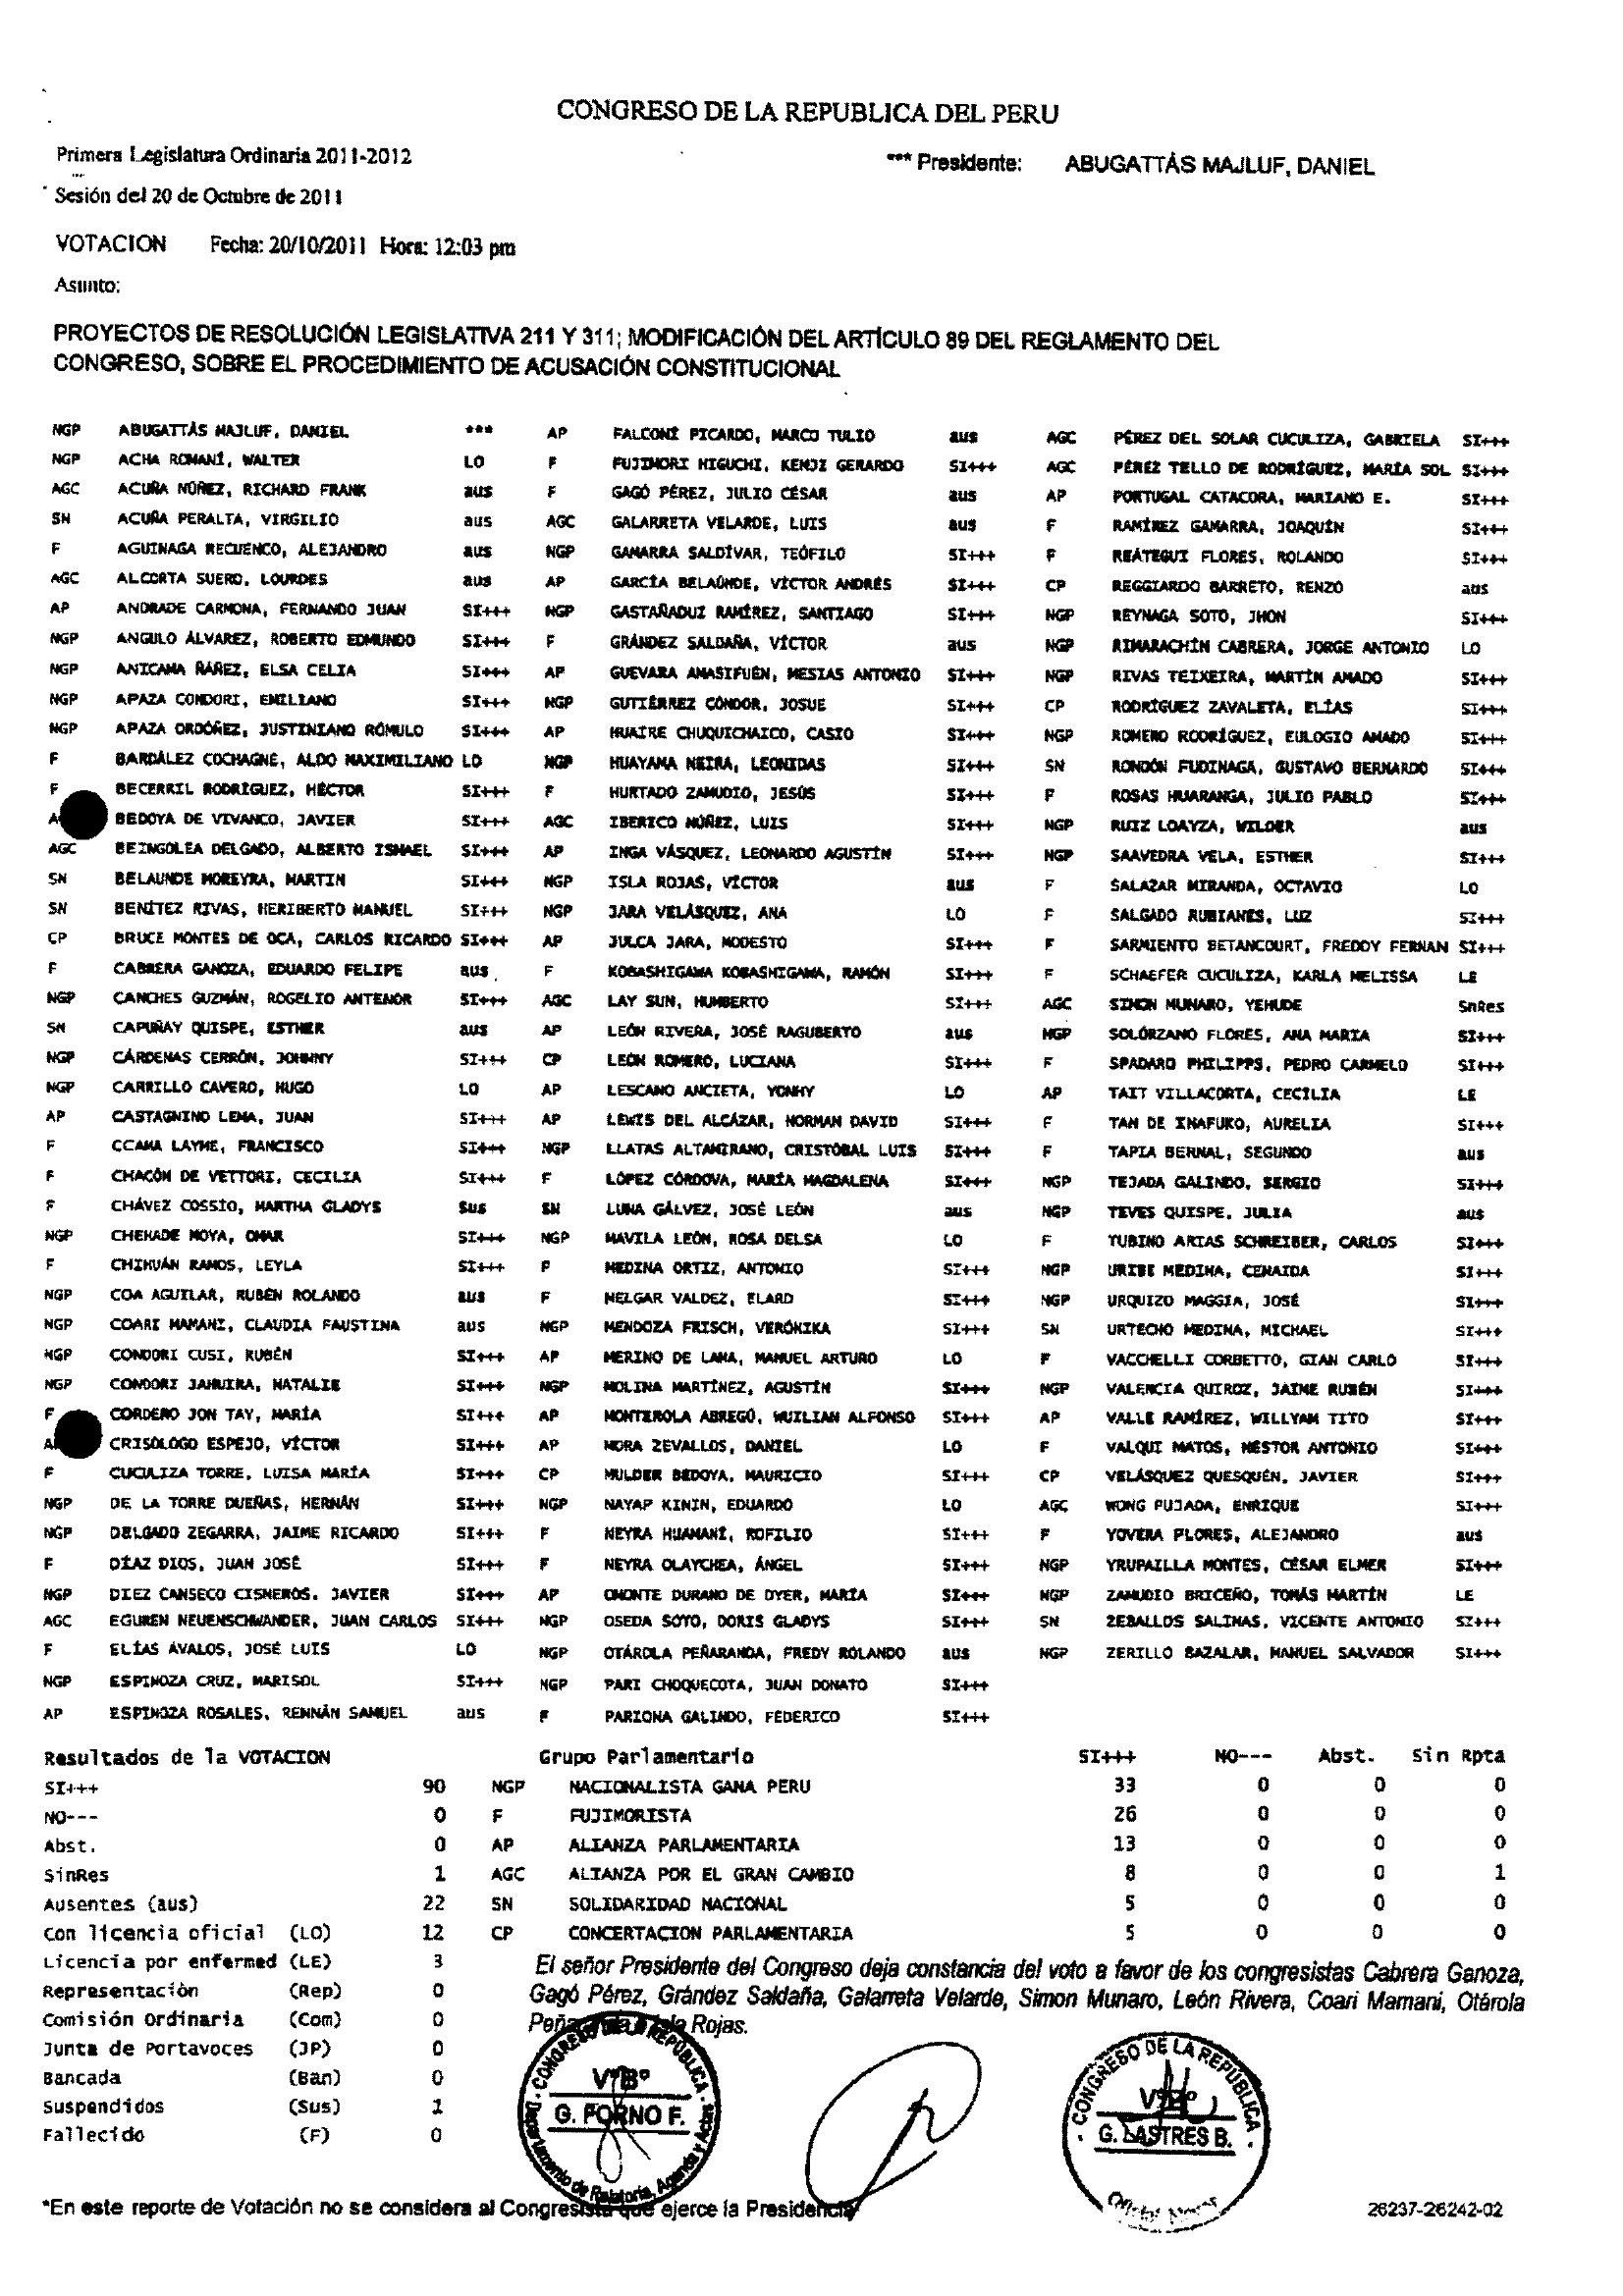 CONGRESO DE LA REPUBLICA DEL PERU
Primera Legislatura Ordinaria 2011-2012
*** Presidente: ABUGATTÁS MAJLUF, DANIEL
Sesión del 20 de Octubre de 2011
VOTACION Fecha: 20/10/2011 Hora: 12:03 pm
Asunto:
PROYECTOS DE RESOLUCIÓN LEGISLATIVA 211 Y 311; MODIFICACIÓN DEL ARTÍCULO 89 DEL REGLAMENTO DEL
CONGRESO, SOBRE EL PROCEDIMIENTO DE ACUSACIÓN CONSTITUCIONAL
NGP ABUGATTÁS MAJLUF, DANIEL ***
NGP ACHA ROMANÍ, WALTER LO
AGC ACUÑA NÚÑEZ, RICHARD FRANK aus
SN ACUÑA PERALTA, VIRGILIO aus
F AGUINAGA RECUENCO, ALEJANDRO aus
AGC ALCORTA SUERO, LOURDES aus
AP ANDRADE CARMONA, FERNANDO JUAN SI+++
NGP ANGULO ÁLVAREZ, ROBERTO EDMUNDO SI+++
NGP ANICAMA ÑÁÑEZ, ELSA CELIA SI+++
NGP APAZA CONDORI, EMILIANO SI+++
NGP APAZA ORDÓÑEZ, JUSTINIANO RÓMULO SI+++
F BARDÁLEZ COCHAGNE, ALDO MAXIMILIANO LO
F BECERRIL RODRÍGUEZ, HÉCTOR SI+++
BEDOYA DE VIVANCO, JAVIER SI+++
AGC BEINGOLEA DELGADO, ALBERTO ISMAEL SI+++
SN BELAUNDE MOREYRA, MARTIN SI+++
SN BENÍTEZ RIVAS, HERIBERTO MANUEL SI+++
CP BRUCE MONTES DE OCA, CARLOS RICARDO SI+++
F CABRERA GANOZA, EDUARDO FELIPE aus
NGP CANCHES GUZMÁN, ROGELIO ANTENOR SI+++
SN CAPUÑAY QUISPE, ESTHER aus
NGP CÁRDENAS CERRÓN, JOHNNY SI+++
NGP CARRILLO CAVERO, HUGO LO
AP CASTAGNINO LEMA, JUAN SI+++
F CCAMA LAYME, FRANCISCO SI+++
F CHACÓN DE VETTORI, CECILIA SI+++
F CHÁVEZ COSSÍO, MARTHA GLADYS Sus
NGP CHEHADE MOYA, OMAR SI+++
F CHIHUÁN RAMOS, LEYLA SI+++
NGP COA AGUILAR, RUBÉN ROLANDO aus
NGP COARI MAMANI, CLAUDIA FAUSTINA aus
NGP CONDORI CUSI, RUBÉN SI+++
NGP CONDORI JAHUIRA, NATALIE SI+++
F CORDERO JON TAY, MARÍA SI+++
CRISÓLOGO ESPEJO, VÍCTOR SI+++
F CUCULIZA TORRE, LUISA MARÍA SI+++
NGP DE LA TORRE DUEÑAS, HERNÁN SI+++
NGP DELGADO ZEGARRA, JAIME RICARDO SI+++
F DÍAZ DIOS, JUAN JOSÉ SI+++
NGP DIEZ CANSECO CISNEROS, JAVIER SI+++
AGC EGUREN NEUENSCHWANDER, JUAN CARLOS SI+++
F ELÍAS AVALOS, JOSÉ LUIS LO
NGP ESPINOZA CRUZ, MARISOL SI+++
AP ESPINOZA ROSALES, RENNÁN SAMUEL aus
AP FALCONÍ PICARDO, MARCO TULIO aus
F FUJIMORI HIGUCHI, KENJI GERARDO SI+++
F GAGÓ PÉREZ, JULIO CÉSAR aus
AGC GALARRETA VELARDE, LUIS aus
NGP GAMARRA SALDÍVAR, TEÓFILO SI+++
AP GARCÍA BELAÚNDE, VÍCTOR ANDRÉS SI+++
NGP GASTAÑADUI RAMÍREZ, SANTIAGO SI+++
F GRÁNDEZ SALDAÑA, VÍCTOR aus
AP GUEVARA AMASIFUÉN, MESIAS ANTONIO SI+++
NGP GUTIÉRREZ CÓNDOR, JOSUE SI+++
AP HUAIRE CHUQUICHAICO, CASIO SI+++
NGP HUAYAMA NEIRA, LEONIDAS SI+++
F HURTADO ZAMUDIO, JESÚS SI+++
AGC IBERICO NÚÑEZ, LUIS SI+++
AP INGA VÁSQUEZ, LEONARDO AGUSTÍN SI+++
NGP ISLA ROJAS, VÍCTOR aus
NGP JARA VELÁSQUEZ, ANA LO
AP JULCA JARA, MODESTO SI+++
F KOBASHIGAWA KOBASHIGAWA, RAMÓN SI+++
AGC LAY SUN, HUMBERTO SI+++
AP LEÓN RIVERA, JOSÉ RAGUBERTO aus
CP LEÓN ROMERO, LUCIANA SI+++
AP LESCANO ANCIETA, YONHY LO
AP LEWIS DEL ALCÁZAR, NORMAN DAVID SI+++
NGP LLATAS ALTAMIRANO, CRISTÓBAL LUIS SI+++
F LÓPEZ CÓRDOVA, MARÍA MAGDALENA SI+++
SN LUNA GÁLVEZ, JOSÉ LEÓN aus
NGP MAVILA LEÓN, ROSA DELSA LO
F MEDINA ORTIZ, ANTONIO SI+++
F MELGAR VALDEZ, ELARD SI+++
NGP MENDOZA FRISCH, VERÓNIKA SI+++
AP MERINO DE LAMA, MANUEL ARTURO LO
NGP MOLINA MARTÍNEZ, AGUSTÍN SI+++
AP MONTEROLA ABREGÓ, WUILIAN ALFONSO SI+++
AP MORA ZEVALLOS, DANIEL LO
CP MULDER BEDOYA, MAURICIO SI+++
NGP NAYAP KININ, EDUARDO LO
F NEYRA HUAMANÍ, ROFILIO SI+++
F NEYRA OLAYCHEA, ÁNGEL SI+++
AP OMONTE DURAND DE DYER, MARÍA SI+++
NGP OSEDA SOTO, DORIS GLADYS SI+++
NGP OTÁROLA PEÑARANDA, FREDY ROLANDO aus
NGP PARI CHOQUECOTA, JUAN DONATO SI+++
F PARIONA GALINDO, FEDERICO SI+++
AGC PÉREZ DEL SOLAR CUCULIZA, GABRIELA SI+++
AGC PÉREZ TELLO DE RODRÍGUEZ, MARÍA SOL SI+++
AP PORTUGAL CATACORA, MARIANO E. SI+++
F RAMÍREZ GAMARRA, JOAQUÍN SI+++
F REÁTEGUI FLORES, ROLANDO SI+++
CP REGGIARDO BARRETO, RENZO aus
NGP REYNAGA SOTO, JHON SI+++
NGP RIMARACHÍN CABRERA, JORGE ANTONIO LO
NGP RIVAS TEIXEIRA, MARTÍN AMADO SI+++
CP RODRÍGUEZ ZAVALETA, ELÍAS SI+++
NGP ROMERO RODRÍGUEZ, EULOGIO AMADO SI+++
SN RONDÓN FUDINAGA, GUSTAVO BERNARDO SI+++
F ROSAS HUARANGA, JULIO PABLO SI+++
NGP RUIZ LOAYZA, WILDER aus
NGP SAAVEDRA VELA, ESTHER SI+++
F SALAZAR MIRANDA, OCTAVIO LO
F SALGADO RUBIANES, LUZ SI+++
F SARMIENTO BETANCOURT, FREDDY FERNAN SI+++
F SCHAEFER CUCULIZA, KARLA MELISSA LE
AGC SIMON MUNARO, YEHUDE SnRes
NGP SOLÓRZANO FLORES, ANA MARIA SI+++
F SPADARO PHILIPPS, PEDRO CARMELO SI+++
AP TAIT VILLACORTA, CECILIA LE
F TAN DE INAFUKO, AURELIA SI+++
F TAPIA BERNAL, SEGUNDO aus
NGP TEJADA GALINDO, SERGIO SI+++
NGP TEVES QUISPE, JULIA aus
F TUBINO ARIAS SCHREIBER, CARLOS SI+++
NGP URIBE MEDINA, CENAIDA SI+++
NGP URQUIZO MAGGIA, JOSÉ SI+++
SN URTECHO MEDINA, MICHAEL SI+++
F VACCHELLI CORBETTO, GIAN CARLO SI+++
NGP VALENCIA QUIROZ, JAIME RUBÉN SI+++
AP VALLE RAMÍREZ, WILLYAM TITO SI+++
F VALQUI MATOS, NÉSTOR ANTONIO SI+++
CP VELÁSQUEZ QUESQUÉN, JAVIER SI+++
AGC WONG PUJADA, ENRIQUE SI+++
F YOVERA FLORES, ALEJANDRO aus
NGP YRUPAILLA MONTES, CÉSAR ELMER SI+++
NGP ZAMUDIO BRICEÑO, TOMÁS MARTÍN LE
SN ZEBALLOS SALINAS, VICENTE ANTONIO SI+++
NGP ZERILLO BAZALAR, MANUEL SALVADOR SI+++
Resultados de la VOTACION
SI+++ 90
NO--- 0
Abst. 0
SinRes 1
Ausentes (aus) 22
Con licencia oficial (LO) 12
Licencia por enfermed (LE) 3
Representación (Rep) 0
Comisión Ordinaria (Com) 0
Junta de Portavoces (JP) 0
Bancada (Ban) 0
Suspendidos (Sus) 1
Fallecido (F) 0
Grupo Parlamentario SI+++ NO--- Abst. Sin Rpta
NGP NACIONALISTA GANA PERU 33 0 0 0
F FUJIMORISTA 26 0 0 0
AP ALIANZA PARLAMENTARIA 13 0 0 0
AGC ALIANZA POR EL GRAN CAMBIO 8 0 0 1
SN SOLIDARIDAD NACIONAL 5 0 0 0
CP CONCERTACION PARLAMENTARIA 5 0 0 0
El señor Presidente del Congreso deja constancia del voto a favor de los congresistas Cabrera Ganoza,
Gagó Pérez, Grández Saldaña, Galarreta Velarde, Simon Munaro, León Rivera, Coari Mamani, Otárola
Rojas.
CONGRESO DE LA REPÚBLICA
VºBº
G. FORNO F.
Departamento de Relatoría, Agenda y Actas
CONGRESO DE LA REPÚBLICA
VºBº
G. LASTRES B.
*En este reporte de Votación no se considera al Congresista que ejerce la Presidencia
26237-26242-02